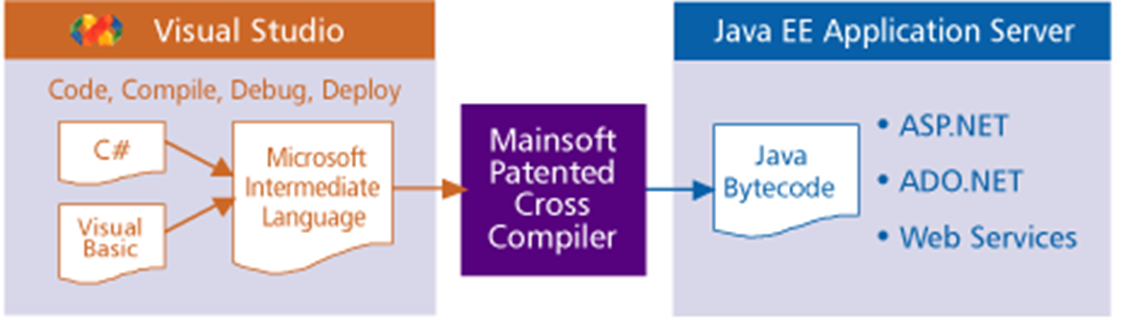 Visual Studio
Code, Compile, Debug, Deploy
C#
Visual
Basic
Microsoft
Intermediate
Language
Mainsoft
Patented
Cross
Compiler
Java EE Application Server
Java
Bytecode
• ASP.NET
• ADO.NET
• Web Services